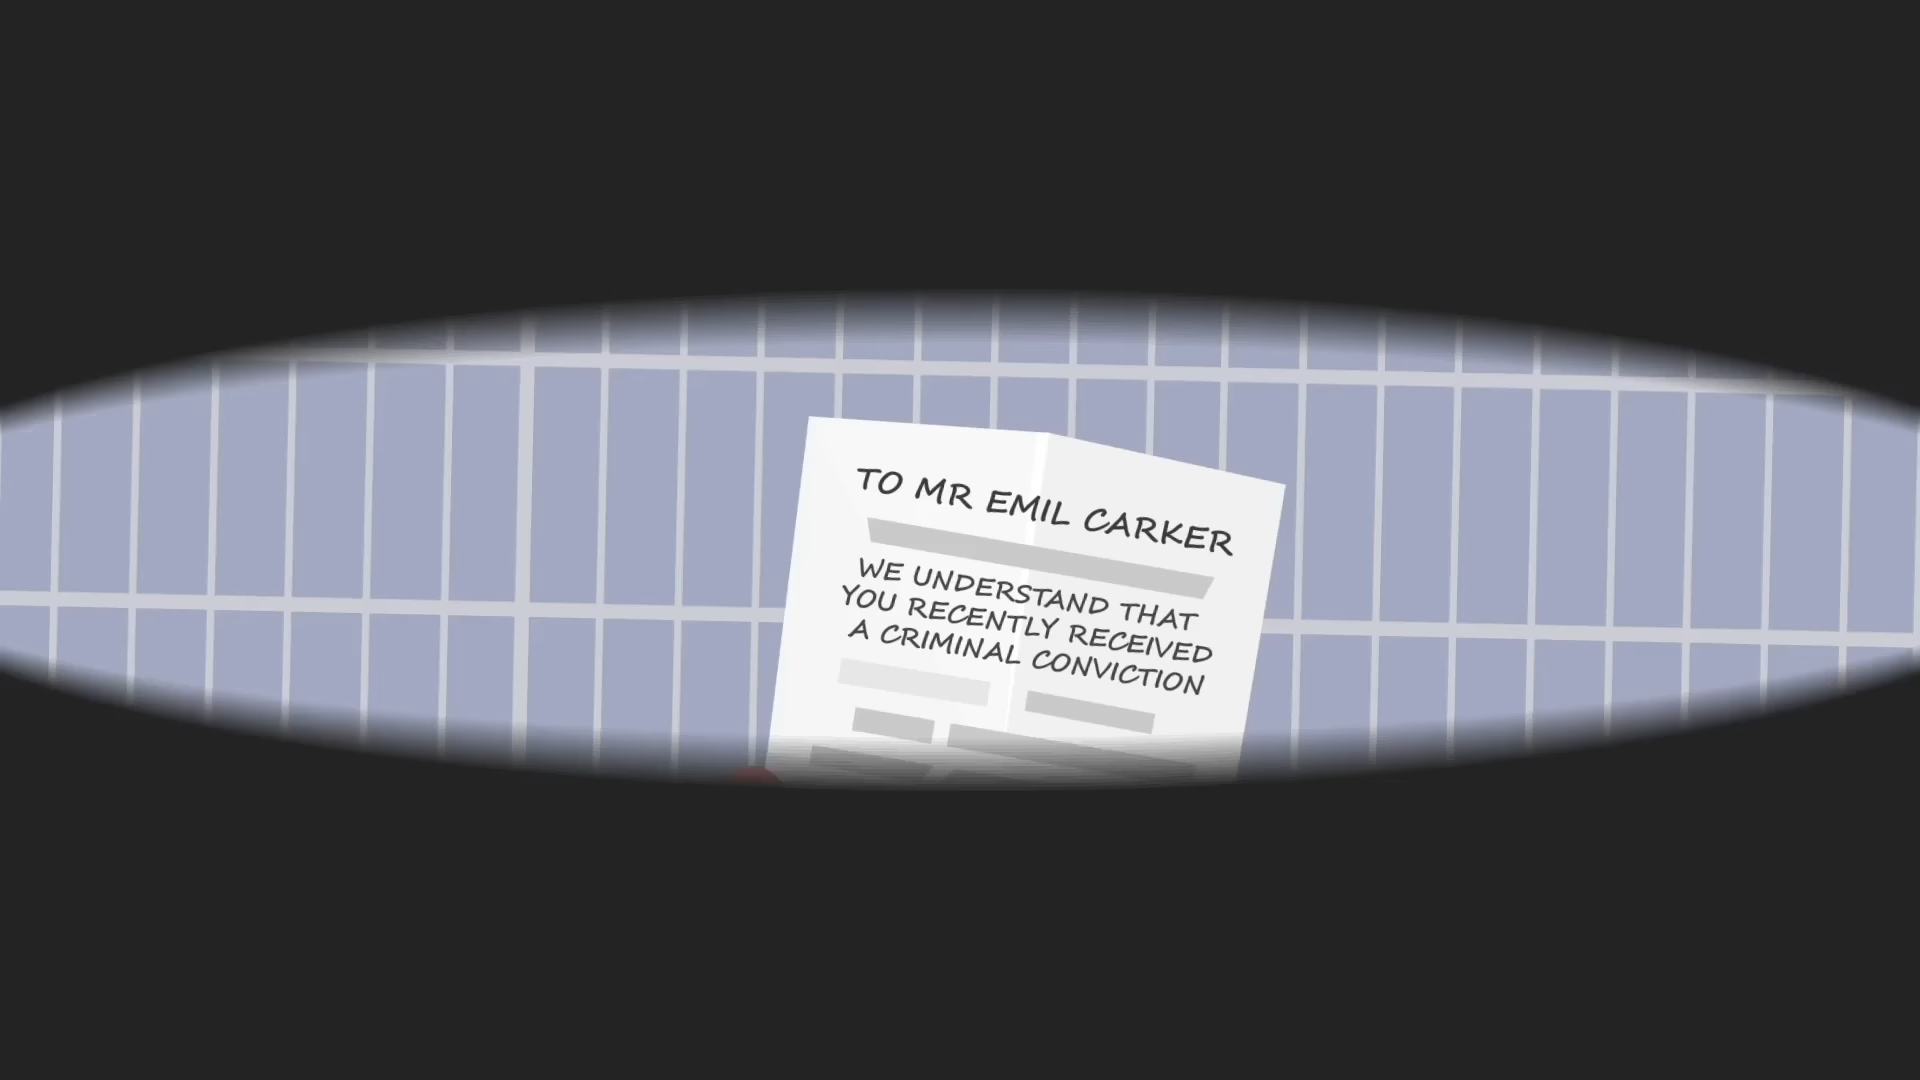 TO MR EMIL CARKER
WE UNDERSTAND THAT
YOU RECENTLY RECEIVED
A CRIMINAL CONVICTION